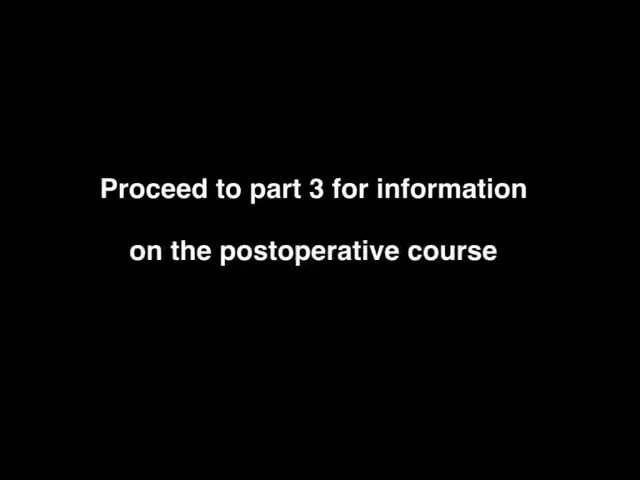 Proceed to part 3 for information
on the postoperative course